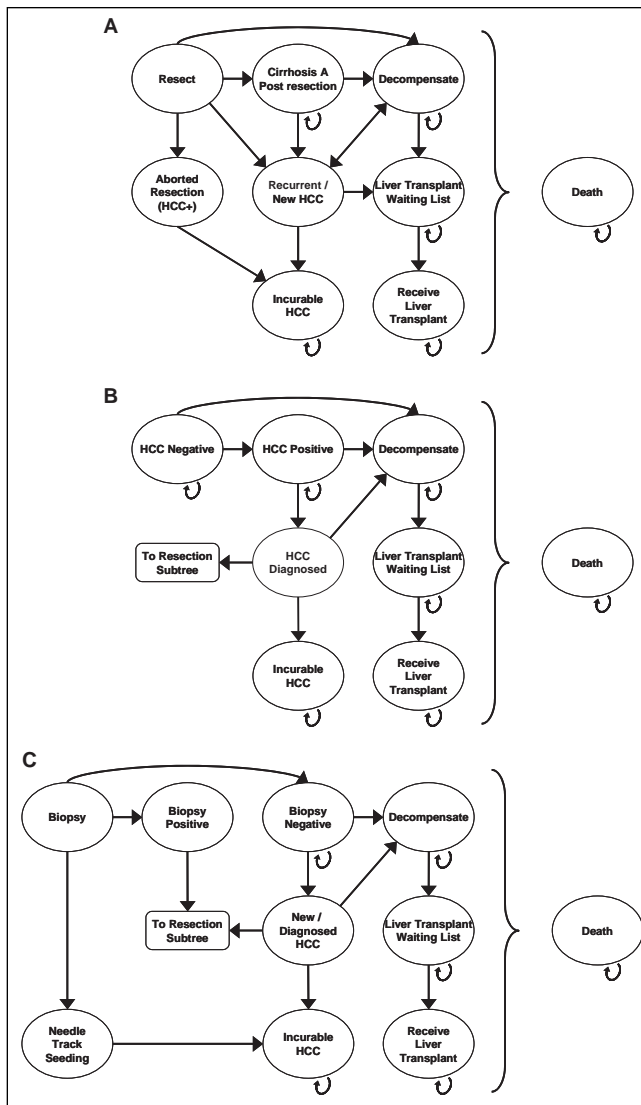 A
Resect
Cirrhosis A
Post resection
Decompensate
Aborted
Resection
(HCC+)
Recurrent /
New HCC
Liver Transplant
Waiting List
Death
Incurable
HCC
Receive
Liver
Transplant
B
HCC Negative
HCC Positive
Decompensate
To Resection
Subtree
HCC
Diagnosed
Liver Transplant
Waiting List
Death
Incurable
HCC
Receive
Liver
Transplant
C
Biopsy
Biopsy
Positive
Biopsy
Negative
Decompensate
To Resection
Subtree
New /
Diagnosed
HCC
Liver Transplant
Waiting List
Death
Needle
Track
Seeding
Incurable
HCC
Receive
Liver
Transplant